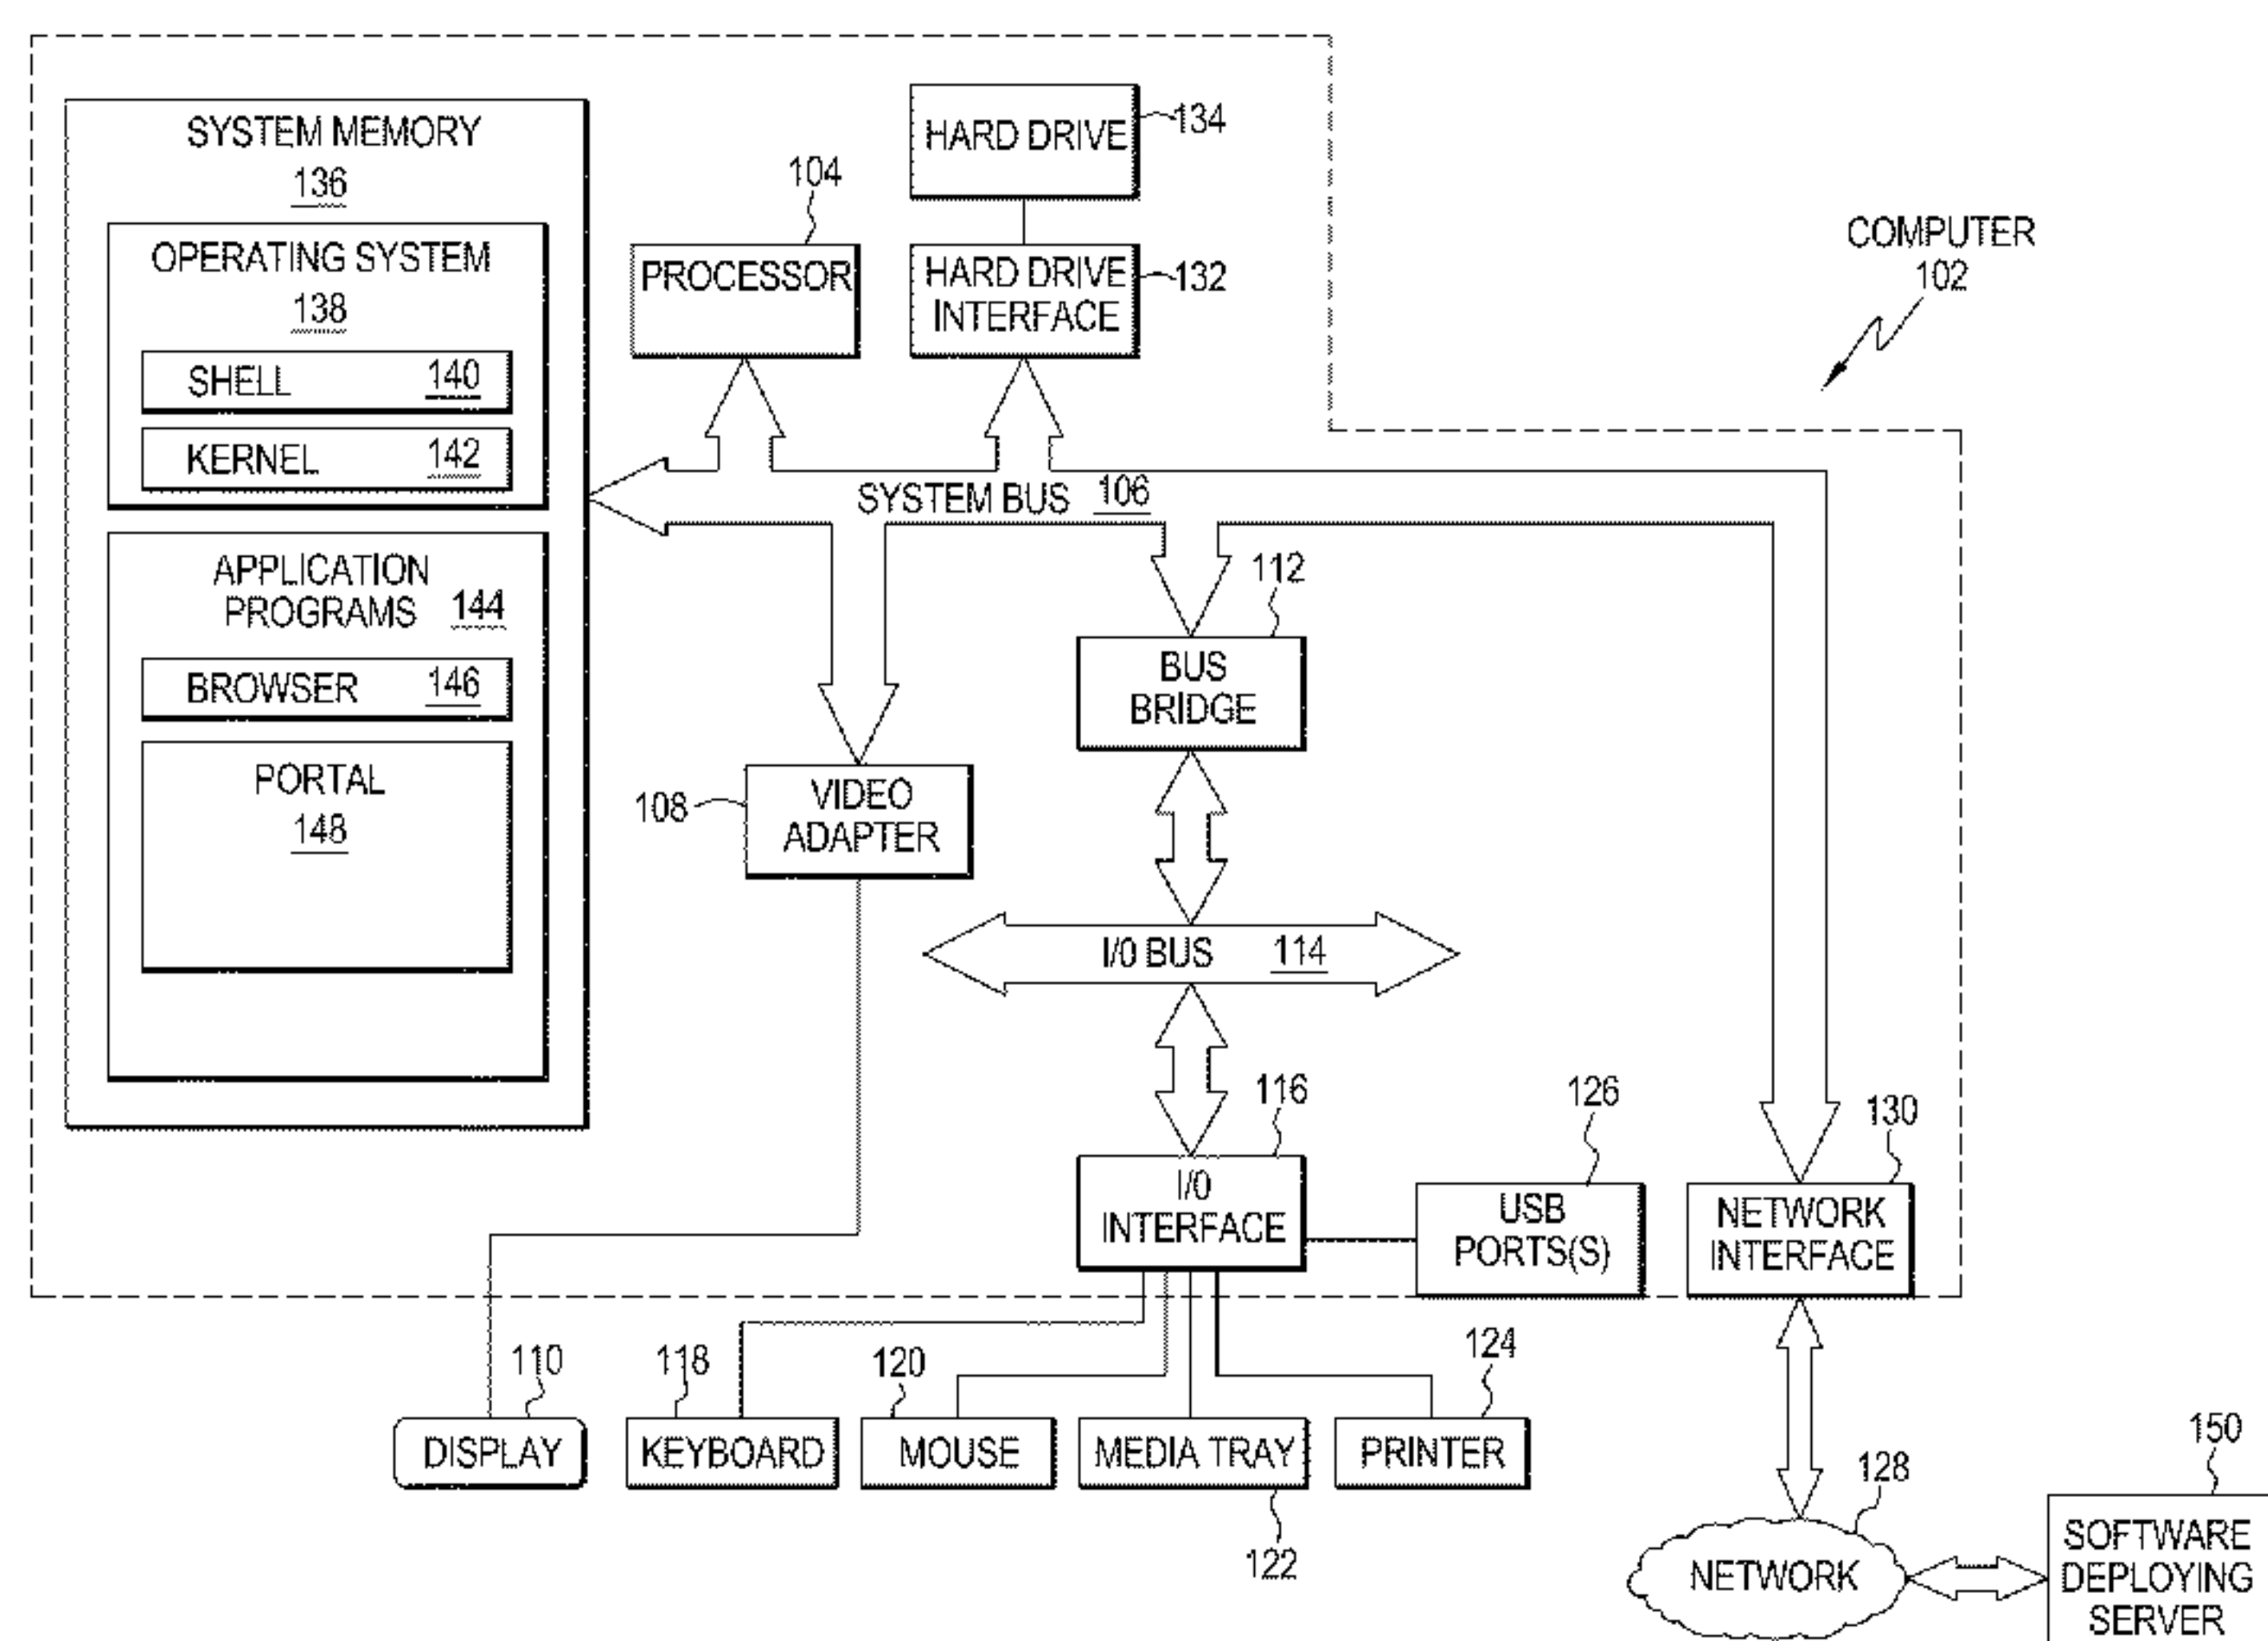 SYSTEM MEMORY
136
OPERATING SYSTEM
138
SHELL 140
KERNEL 142
APPLICATION
PROGRAMS 144
BROWSER 146
PORTAL
148
HARD DRIVE
134
104
PROCESSOR
HARD DRIVE
INTERFACE
132
COMPUTER
102
SYSTEM BUS 106
112
BUS
BRIDGE
108
VIDEO
ADAPTER
I/0 BUS 114
116
I/0
INTERFACE
126
USB
PORTS(S)
130
NETWORK
INTERFACE
110
DISPLAY
118
KEYBOARD
120
MOUSE
MEDIA TRAY
122
124
PRINTER
128
NETWORK
150
SOFTWARE
DEPLOYING
SERVER